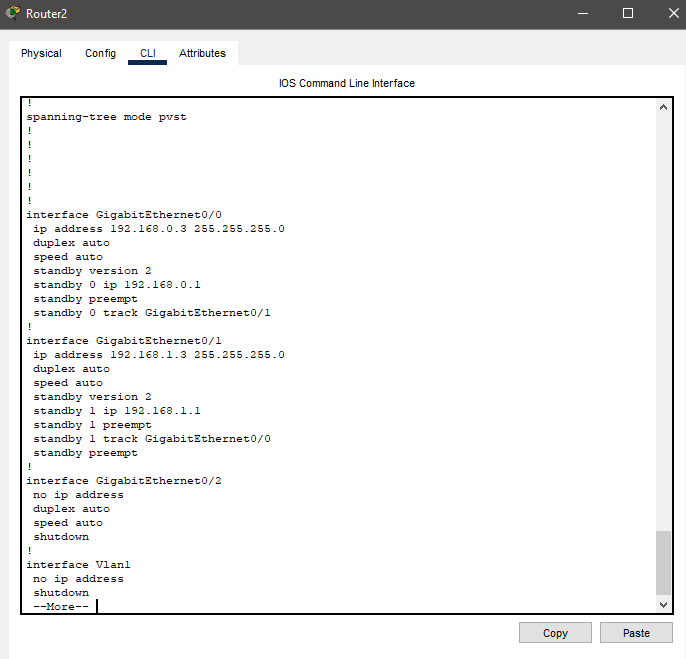 Router2
Physical Config CLI Attributes
IOS Command Line Interface
!
spanning-tree mode pvst
!
!
!
!
!
!
interface GigabitEthernet0/0
ip address 192.168.0.3 255.255.255.0
duplex auto
speed auto
standby version 2
standby 0 ip 192.168.0.1
standby preempt
standby 0 track GigabitEthernet0/1
!
interface GigabitEthernet0/1
ip address 192.168.1.3 255.255.255.0
duplex auto
speed auto
standby version 2
standby 1 ip 192.168.1.1
standby 1 preempt
standby 1 track GigabitEthernet0/0
standby preempt
!
interface GigabitEthernet0/2
no ip address
duplex auto
speed auto
shutdown
!
interface Vlan1
no ip address
shutdown
--More--
Copy Paste